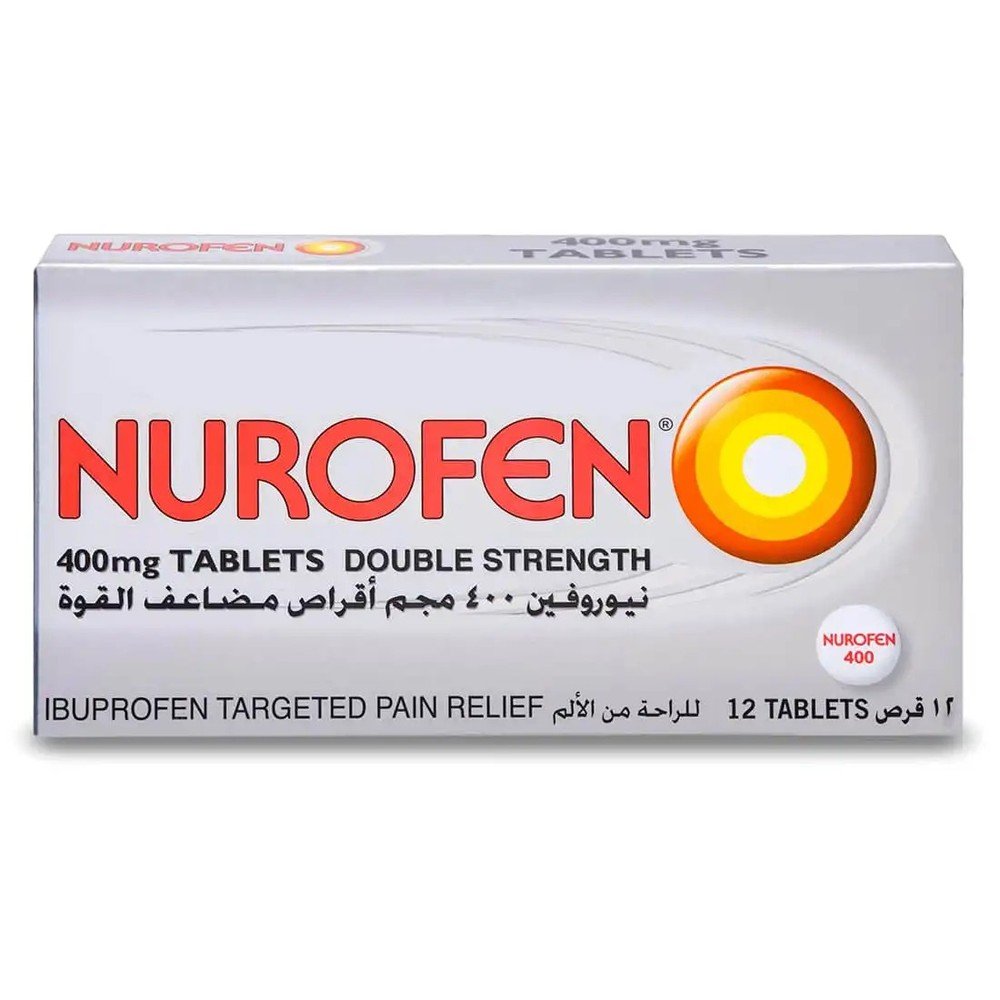 NUROFEN
400mg
TABLETS
NUROFEN®
400mg TABLETS DOUBLE STRENGTH
نيوروفين ٤٠٠ مجم أقراص مضاعف القوة
NUROFEN
400
IBUPROFEN TARGETED PAIN RELIEF للراحة من الألم 12 TABLETS ١٢ قرص